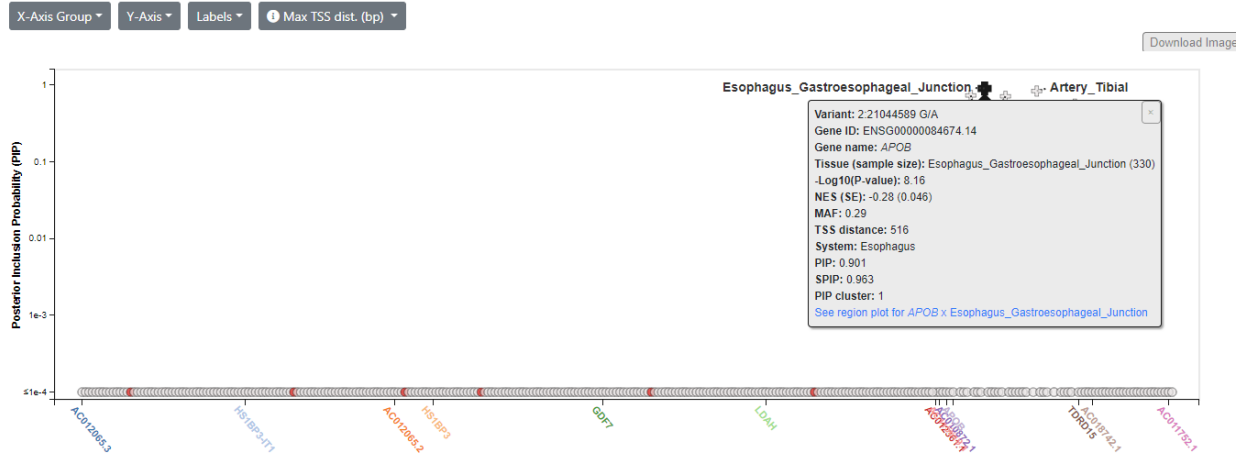 X-Axis Group
Y-Axis
Labels
Max TSS dist. (bp)
Download Image
Posterior Inclusion Probability (PIP)
1
0.1
0.01
1e-3
≤1e-4
Esophagus_Gastroesophageal_Junction
Artery_Tibial
Variant: 2:21044589 G/A
Gene ID: ENSG00000084674.14
Gene name: APOB
Tissue (sample size): Esophagus_Gastroesophageal_Junction (330)
-Log10(P-value): 8.16
NES (SE): -0.28 (0.046)
MAF: 0.29
TSS distance: 516
System: Esophagus
PIP: 0.901
SPIP: 0.963
PIP cluster: 1
See region plot for APOB x Esophagus_Gastroesophageal_Junction
×
AC012065.3
HS1BP3-IT1
AC012065.2
HS1BP3
GDF7
LDAH
APOB
TDRD15
AC018742.1
AC011752.1